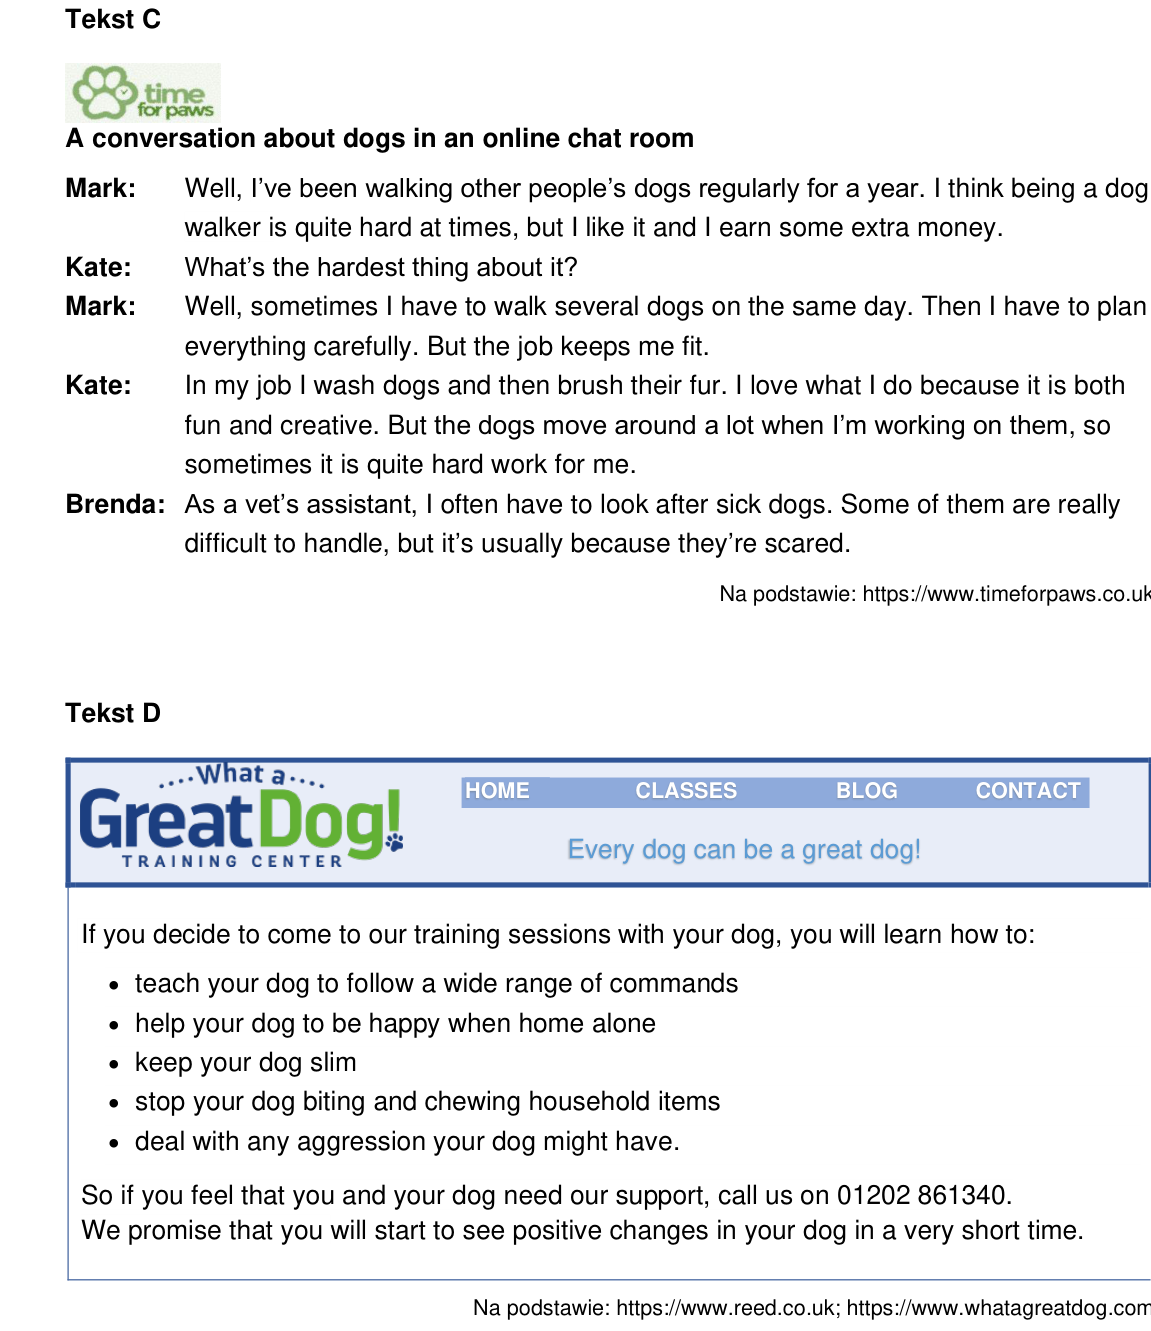 Tekst C
time
for paws
A conversation about dogs in an online chat room
Mark: Well, I've been walking other people's dogs regularly for a year. I think being a dog
walker is quite hard at times, but I like it and I earn some extra money.
Kate: What's the hardest thing about it?
Mark: Well, sometimes I have to walk several dogs on the same day. Then I have to plan
everything carefully. But the job keeps me fit.
Kate: In my job I wash dogs and then brush their fur. I love what I do because it is both
fun and creative. But the dogs move around a lot when I'm working on them, so
sometimes it is quite hard work for me.
Brenda: As a vet's assistant, I often have to look after sick dogs. Some of them are really
difficult to handle, but it's usually because they're scared.
Na podstawie: https://www.timeforpaws.co.uk
Tekst D
....What a....
Great Dog!
TRAINING CENTER
HOME CLASSES BLOG CONTACT
Every dog can be a great dog!
If you decide to come to our training sessions with your dog, you will learn how to:
• teach your dog to follow a wide range of commands
• help your dog to be happy when home alone
• keep your dog slim
• stop your dog biting and chewing household items
• deal with any aggression your dog might have.
So if you feel that you and your dog need our support, call us on 01202 861340.
We promise that you will start to see positive changes in your dog in a very short time.
Na podstawie: https://www.reed.co.uk; https://www.whatagreatdog.com